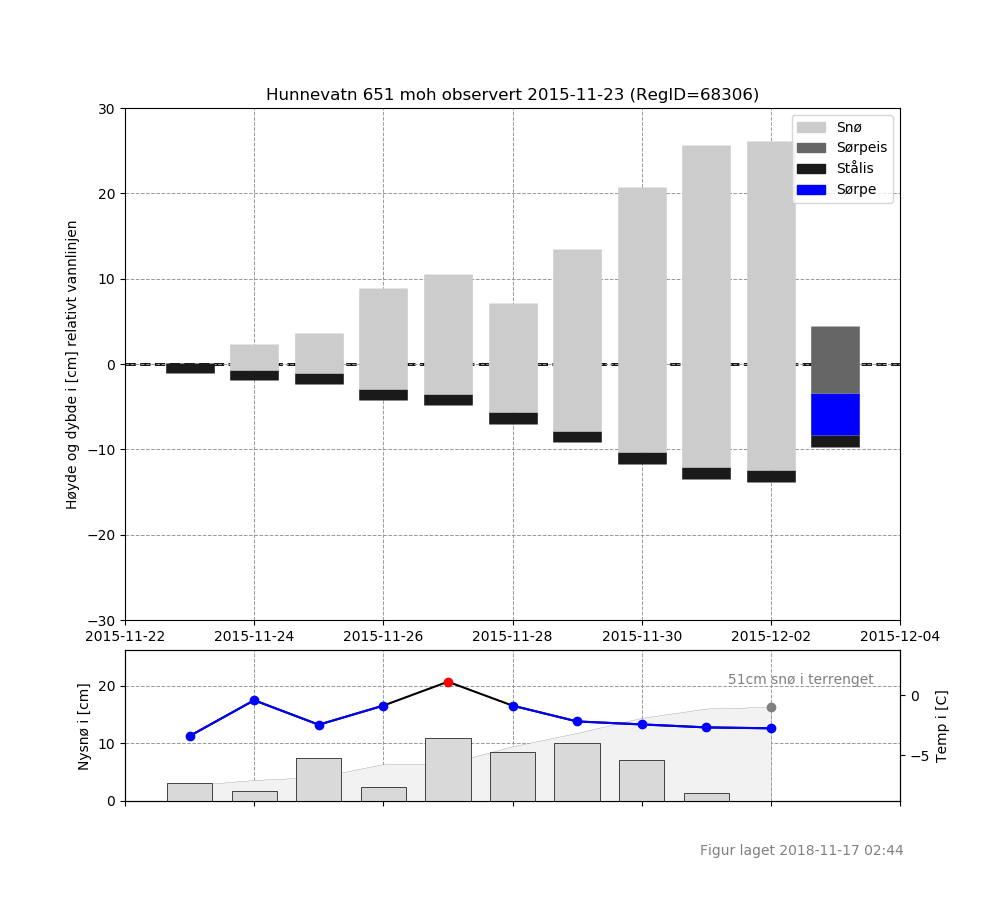 Hunnevatn 651 moh observert 2015-11-23 (RegID=68306)
Høyde og dybde i [cm] relativt vannlinjen
30
20
10
0
−10
−20
−30
Snø
Sørpeis
Stålis
Sørpe
2015-11-22 2015-11-24 2015-11-26 2015-11-28 2015-11-30 2015-12-02 2015-12-04
Nysnø i [cm]
20
10
0
51cm snø i terrenget
0
−5
Temp i [C]
Figur laget 2018-11-17 02:44